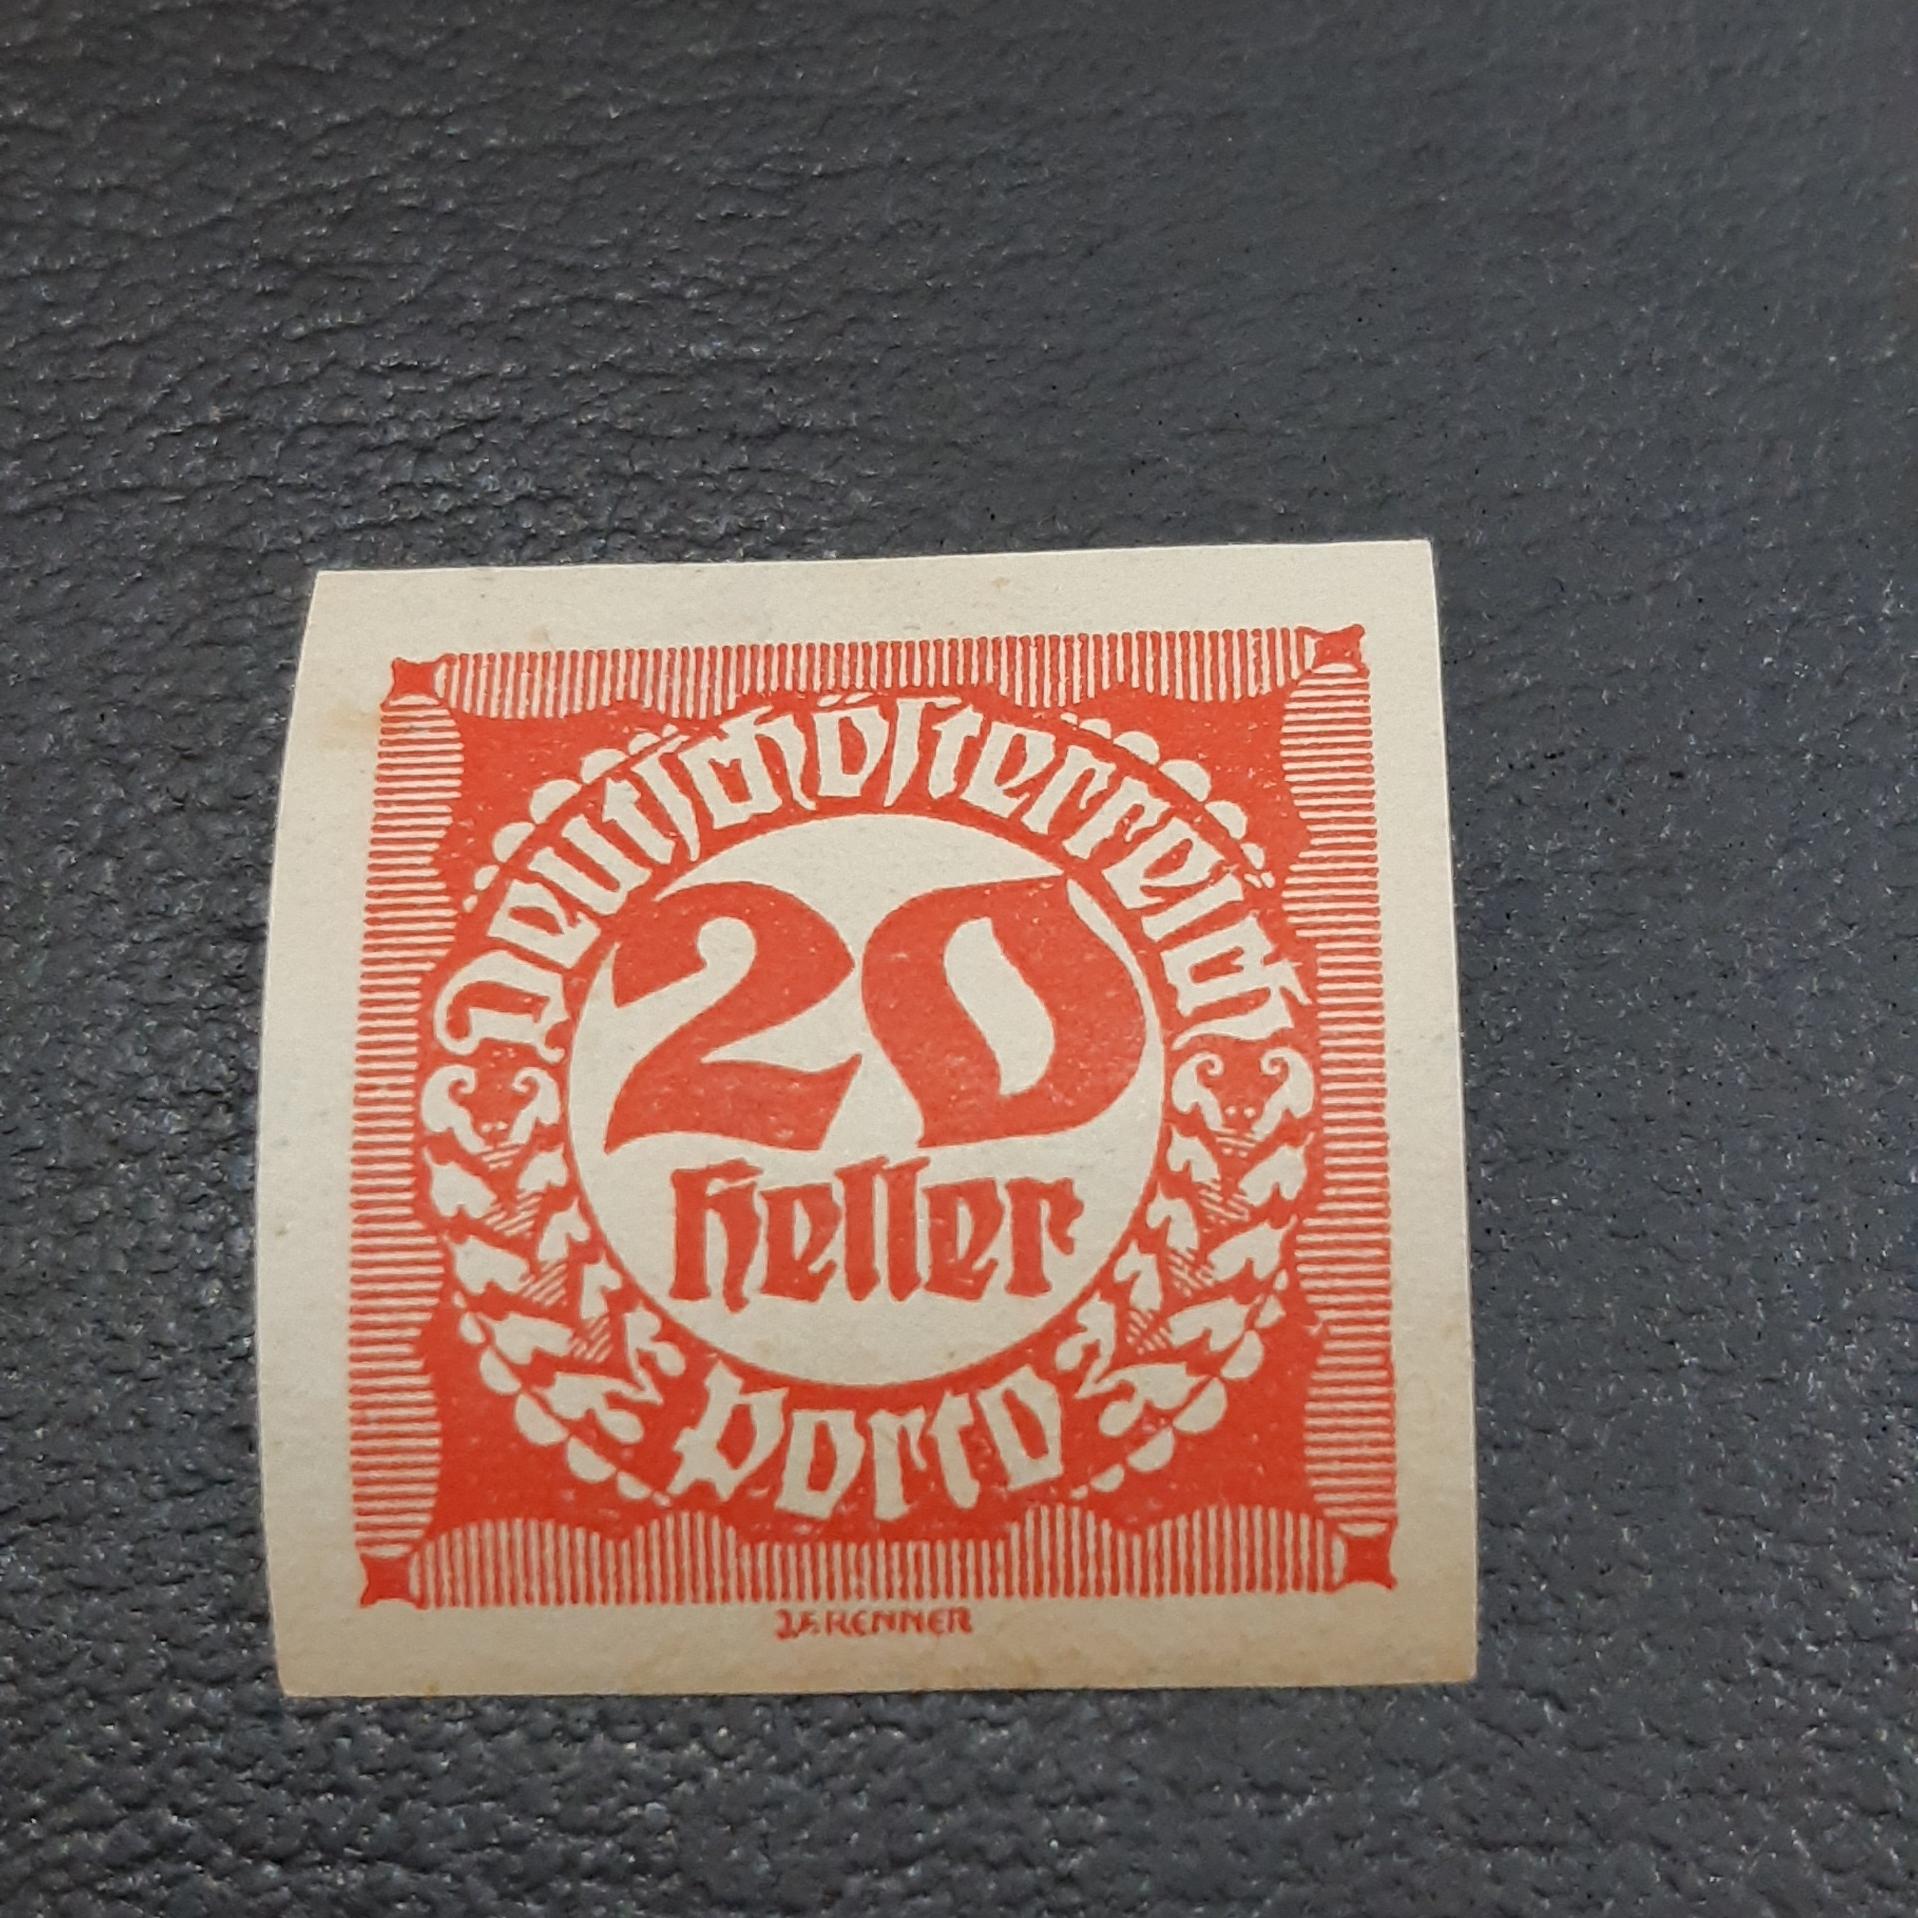 Deutschösterreich
20
heller
Porto
J.F.RENNER